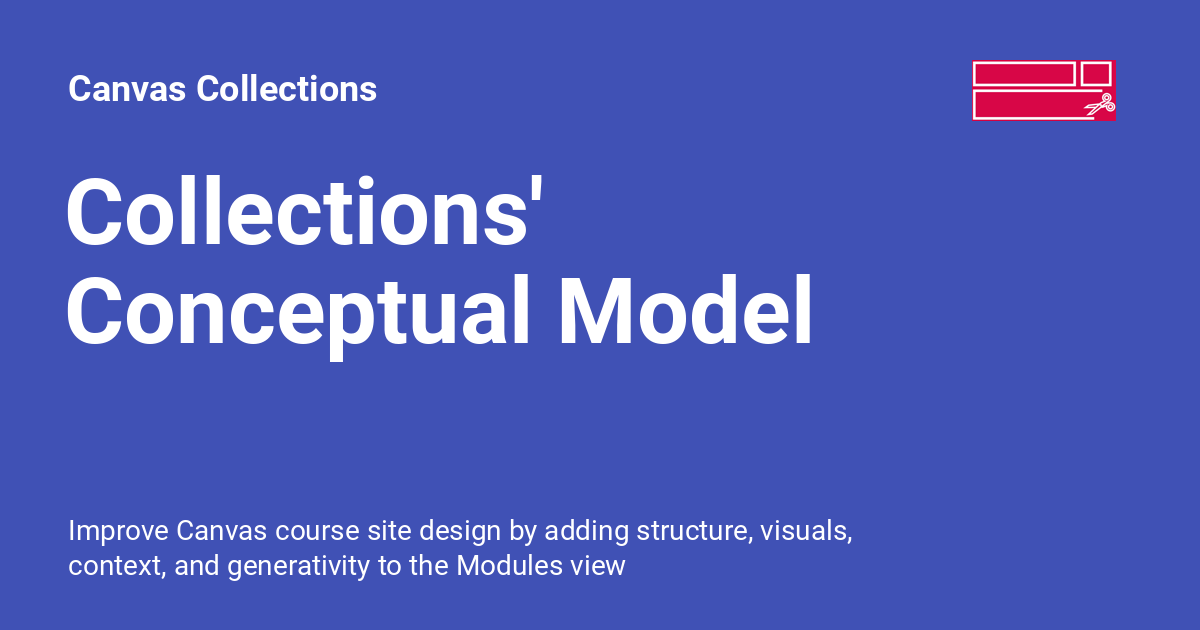 Canvas Collections
Collections'
Conceptual Model
Improve Canvas course site design by adding structure, visuals,
context, and generativity to the Modules view